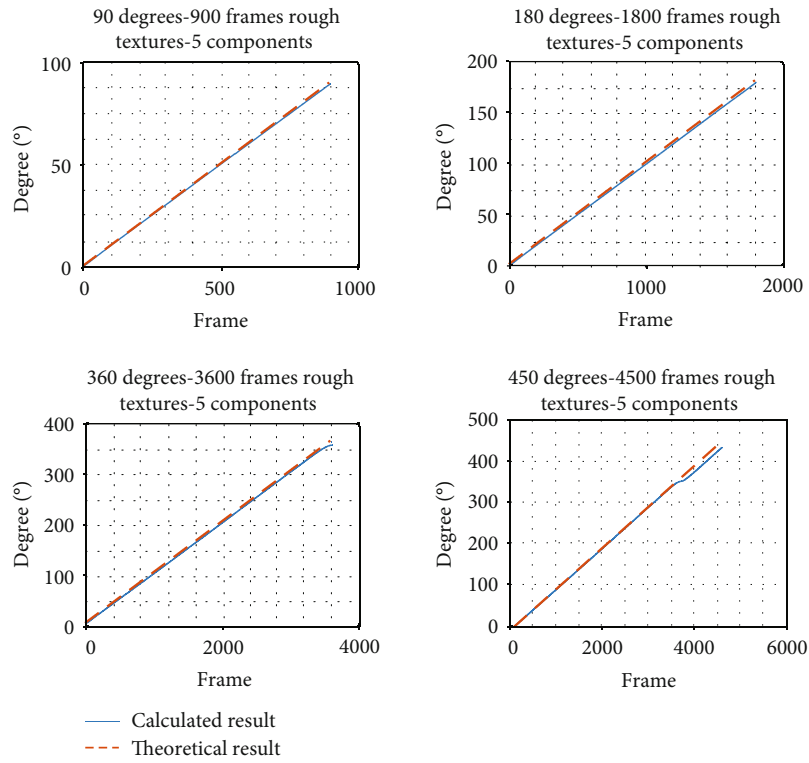 90 degrees-900 frames rough
textures-5 components
100
50
0
Degree (°)
0
500
1000
Frame
180 degrees-1800 frames rough
textures-5 components
200
150
100
50
0
Degree (°)
0
1000
2000
Frame
360 degrees-3600 frames rough
textures-5 components
400
300
200
100
0
Degree (°)
0
2000
4000
Frame
450 degrees-4500 frames rough
textures-5 components
500
400
300
200
100
0
Degree (°)
0
2000
4000
6000
Frame
Calculated result
Theoretical result